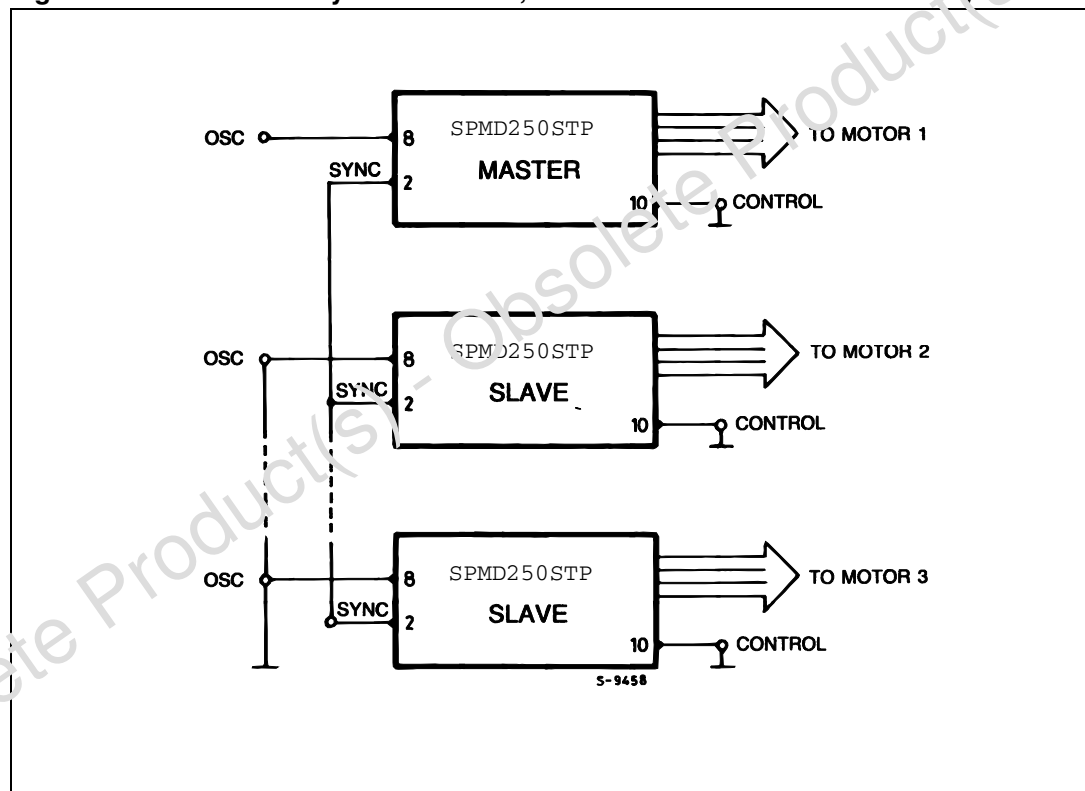 OSC
8
SPMD250STP
TO MOTOR 1
SYNC
2
MASTER
10
CONTROL
OSC
8
SPMD250STP
TO MOTOR 2
SYNC
2
SLAVE
10
CONTROL
OSC
8
SPMD250STP
TO MOTOR 3
SYNC
2
SLAVE
10
CONTROL
S-9458
Obsolete Product(s) - Obsolete Product(s)